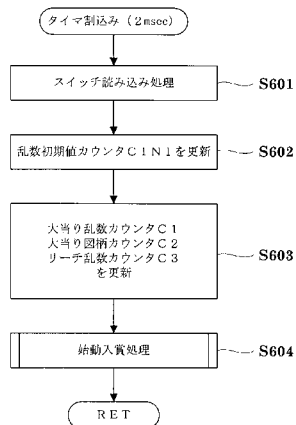 タイマ割込み（２ｍｓｅｃ）
スイッチ読み込み処理
S601
乱数初期値カウンタＣＩＮＩを更新
S602
大当り乱数カウンタＣ１
大当り図柄カウンタＣ２
リーチ乱数カウンタＣ３
を更新
S603
始動入賞処理
S604
ＲＥＴ